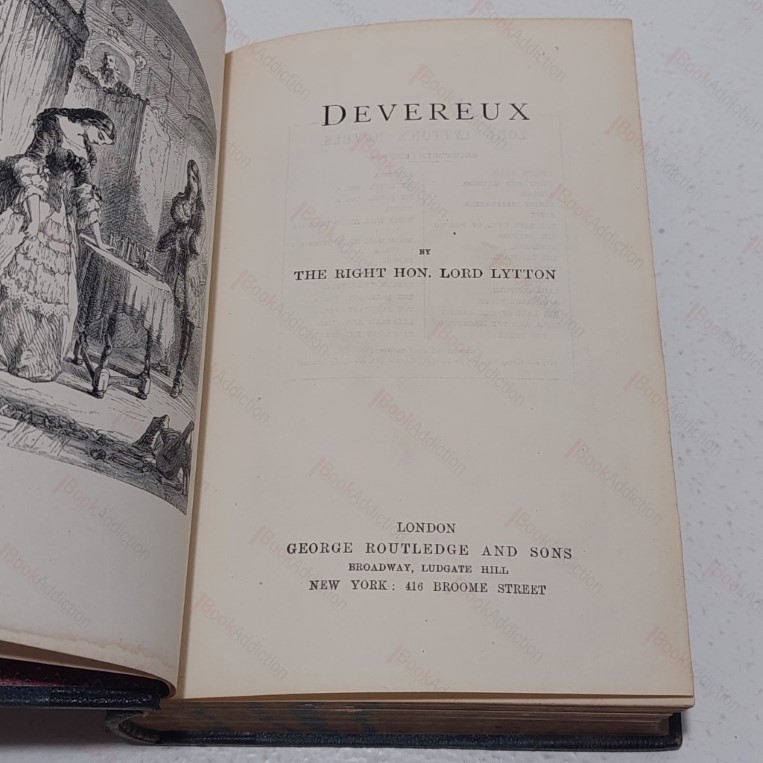 DEVEREUX
BY
THE RIGHT HON. LORD LYTTON
LONDON
GEORGE ROUTLEDGE AND SONS
BROADWAY, LUDGATE HILL
NEW YORK: 416 BROOME STREET
BookAddiction